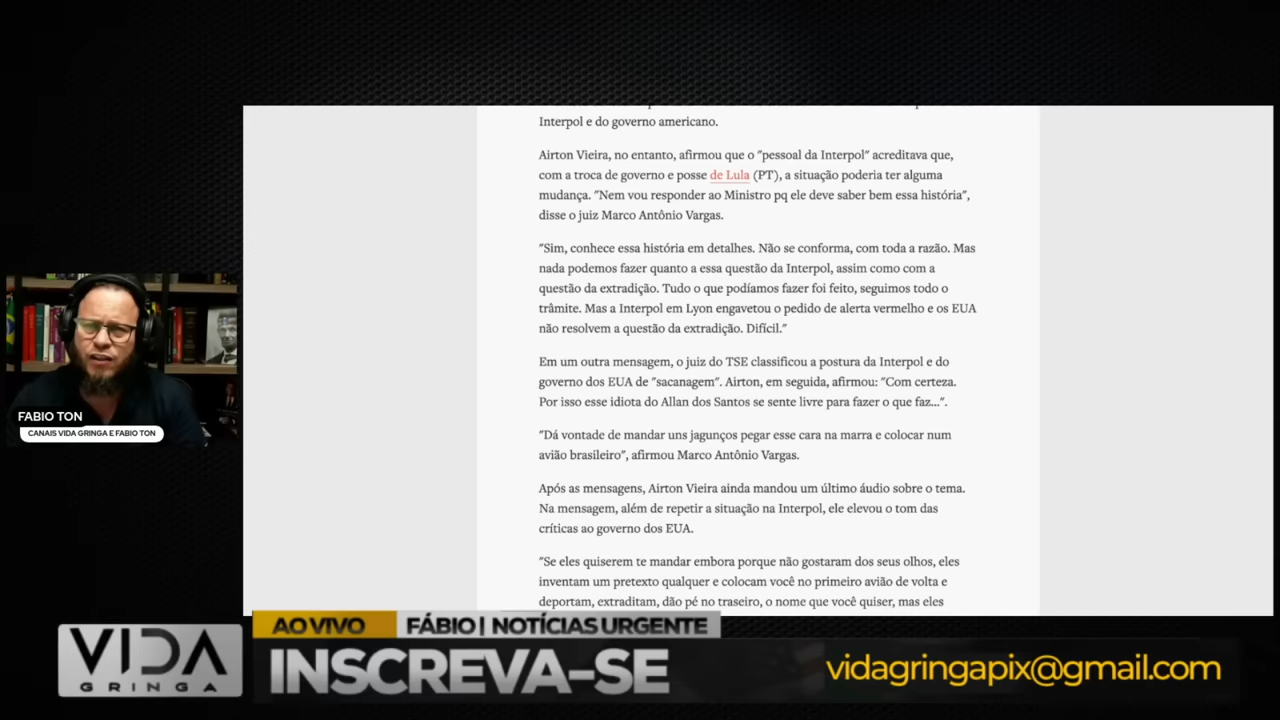 Interpol e do governo americano.
Airton Vieira, no entanto, afirmou que o "pessoal da Interpol" acreditava que,
com a troca de governo e posse de Lula (PT), a situação poderia ter alguma
mudança. "Nem vou responder ao Ministro pq ele deve saber bem essa história",
disse o juiz Marco Antônio Vargas.
"Sim, conhece essa história em detalhes. Não se conforma, com toda a razão. Mas
nada podemos fazer quanto a essa questão da Interpol, assim como com a
questão da extradição. Tudo o que podíamos fazer foi feito, seguimos todo o
trâmite. Mas a Interpol em Lyon engavetou o pedido de alerta vermelho e os EUA
não resolvem a questão da extradição. Difícil."
Em um outra mensagem, o juiz do TSE classificou a postura da Interpol e do
governo dos EUA de "sacanagem". Airton, em seguida, afirmou: "Com certeza.
Por isso esse idiota do Allan dos Santos se sente livre para fazer o que faz...".
"Dá vontade de mandar uns jagunços pegar esse cara na marra e colocar num
avião brasileiro", afirmou Marco Antônio Vargas.
Após as mensagens, Airton Vieira ainda mandou um último áudio sobre o tema.
Na mensagem, além de repetir a situação na Interpol, ele elevou o tom das
críticas ao governo dos EUA.
"Se eles quiserem te mandar embora porque não gostaram dos seus olhos, eles
inventam um pretexto qualquer e colocam você no primeiro avião de volta e
deportam, extraditam, dão pé no traseiro, o nome que você quiser, mas eles
FABIO TON
CANAIS VIDA GRINGA E FABIO TON
AO VIVO
FÁBIO | NOTÍCIAS URGENTE
VIDA
GRINGA
INSCREVA-SE
vidagringapix@gmail.com